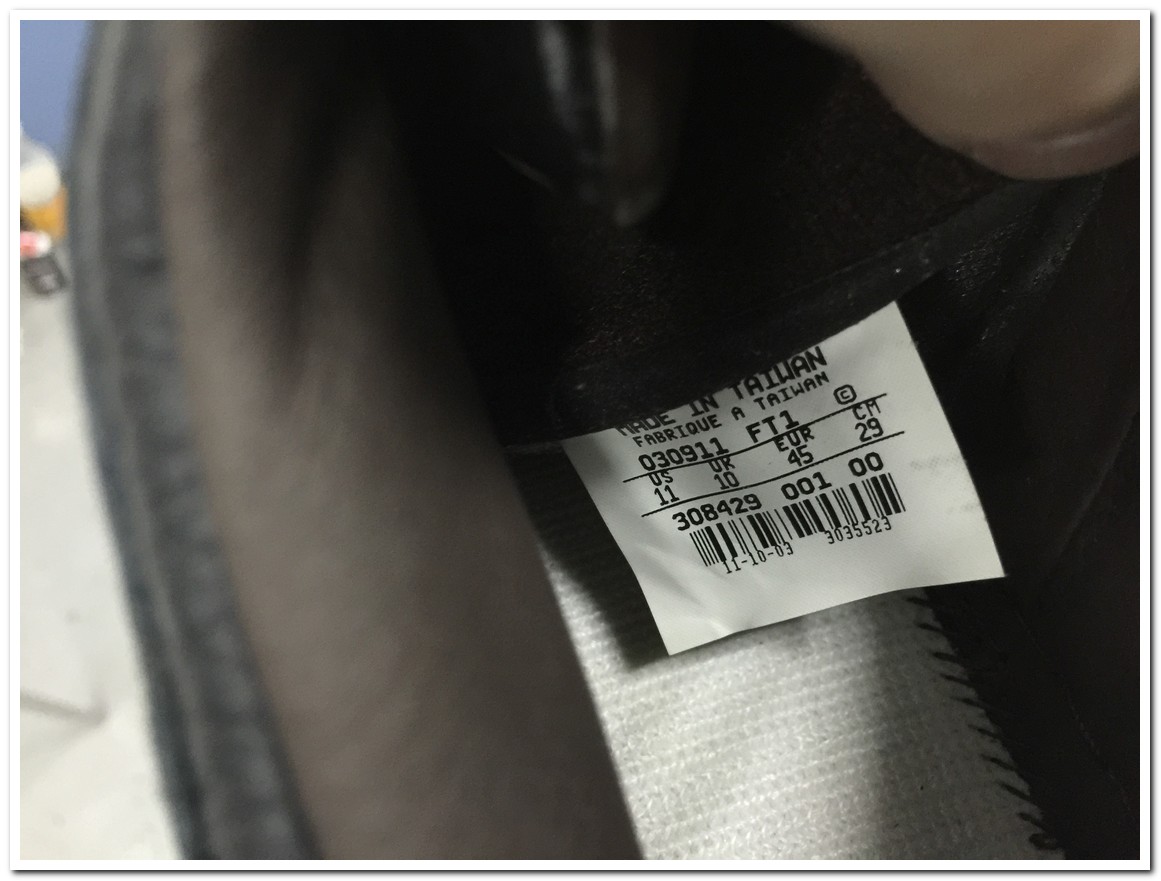 MADE IN TAIWAN
FABRIQUE A TAIWAN
030911 FT1 ©
US UK EUR CM
11 10 45 29
308429 001 00
11-10-03 3035523